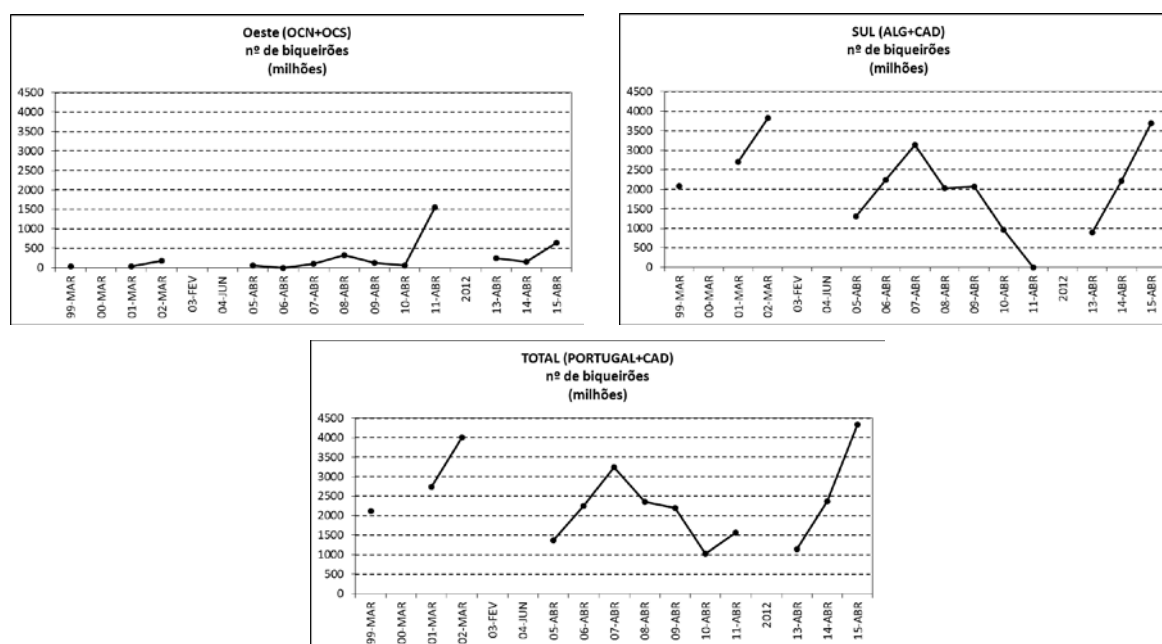 Oeste (OCN+OCS)
nº de biqueirões
(milhões)
4500
4000
3500
3000
2500
2000
1500
1000
500
0
99-MAR
00-MAR
01-MAR
02-MAR
03-FEV
04-JUN
05-ABR
06-ABR
07-ABR
08-ABR
09-ABR
10-ABR
11-ABR
2012
13-ABR
14-ABR
15-ABR
SUL (ALG+CAD)
nº de biqueirões
(milhões)
4500
4000
3500
3000
2500
2000
1500
1000
500
0
99-MAR
00-MAR
01-MAR
02-MAR
03-FEV
04-JUN
05-ABR
06-ABR
07-ABR
08-ABR
09-ABR
10-ABR
11-ABR
2012
13-ABR
14-ABR
15-ABR
TOTAL (PORTUGAL+CAD)
nº de biqueirões
(milhões)
4500
4000
3500
3000
2500
2000
1500
1000
500
0
99-MAR
00-MAR
01-MAR
02-MAR
03-FEV
04-JUN
05-ABR
06-ABR
07-ABR
08-ABR
09-ABR
10-ABR
11-ABR
2012
13-ABR
14-ABR
15-ABR